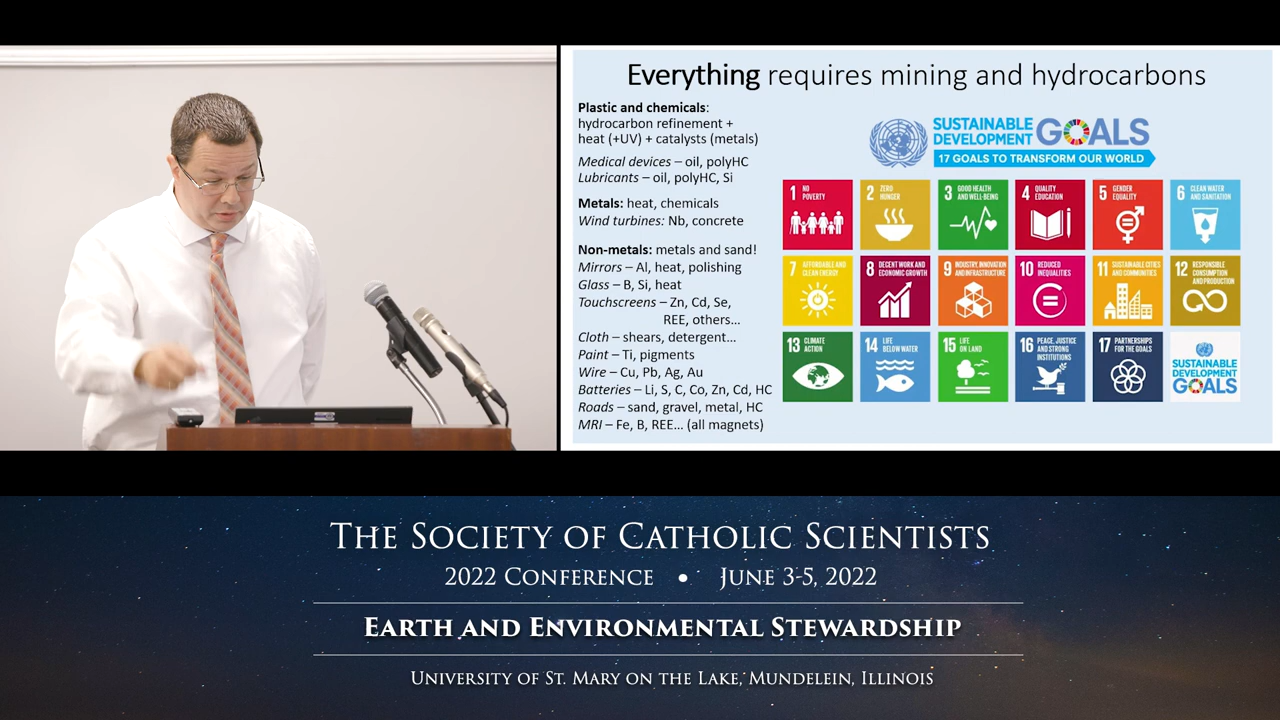 Everything requires mining and hydrocarbons
Plastic and chemicals:
hydrocarbon refinement +
heat (+UV) + catalysts (metals)
Medical devices – oil, polyHC
Lubricants – oil, polyHC, Si
Metals: heat, chemicals
Wind turbines: Nb, concrete
Non-metals: metals and sand!
Mirrors – Al, heat, polishing
Glass – B, Si, heat
Touchscreens – Zn, Cd, Se,
REE, others...
Cloth – shears, detergent...
Paint – Ti, pigments
Wire – Cu, Pb, Ag, Au
Batteries – Li, S, C, Co, Zn, Cd, HC
Roads – sand, gravel, metal, HC
MRI – Fe, B, REE... (all magnets)
SUSTAINABLE
DEVELOPMENT
GOALS
17 GOALS TO TRANSFORM OUR WORLD
1 NO
POVERTY
2 ZERO
HUNGER
3 GOOD HEALTH
AND WELL-BEING
4 QUALITY
EDUCATION
5 GENDER
EQUALITY
6 CLEAN WATER
AND SANITATION
7 AFFORDABLE AND
CLEAN ENERGY
8 DECENT WORK AND
ECONOMIC GROWTH
9 INDUSTRY, INNOVATION
AND INFRASTRUCTURE
10 REDUCED
INEQUALITIES
11 SUSTAINABLE CITIES
AND COMMUNITIES
12 RESPONSIBLE
CONSUMPTION
AND PRODUCTION
13 CLIMATE
ACTION
14 LIFE
BELOW WATER
15 LIFE
ON LAND
16 PEACE, JUSTICE
AND STRONG
INSTITUTIONS
17 PARTNERSHIPS
FOR THE GOALS
SUSTAINABLE
DEVELOPMENT
GOALS
THE SOCIETY OF CATHOLIC SCIENTISTS
2022 CONFERENCE • JUNE 3-5, 2022
EARTH AND ENVIRONMENTAL STEWARDSHIP
UNIVERSITY OF ST. MARY ON THE LAKE, MUNDELEIN, ILLINOIS